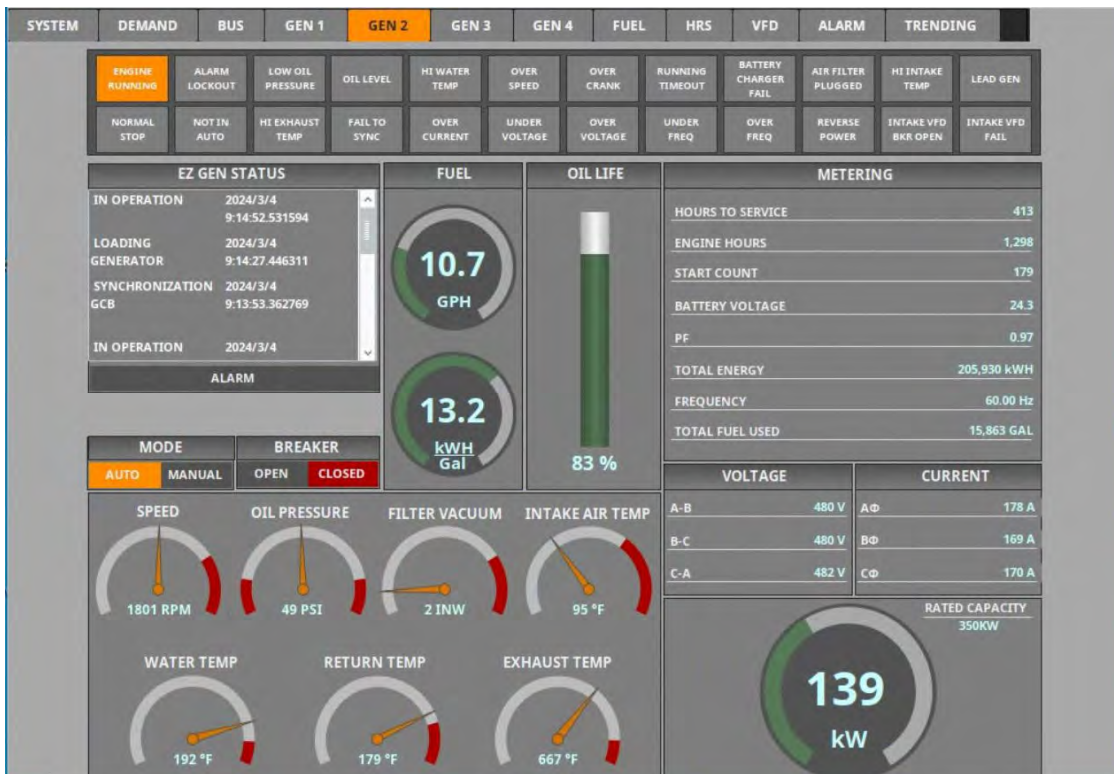 SYSTEM DEMAND BUS GEN 1 GEN 2 GEN 3 GEN 4 FUEL HRS VFD ALARM TRENDING
ENGINE RUNNING
ALARM LOCKOUT
LOW OIL PRESSURE
OIL LEVEL
HI WATER TEMP
OVER SPEED
OVER CRANK
RUNNING TIMEOUT
BATTERY CHARGER FAIL
AIR FILTER PLUGGED
HI INTAKE TEMP
LEAD GEN
NORMAL STOP
NOT IN AUTO
HI EXHAUST TEMP
FAIL TO SYNC
OVER CURRENT
UNDER VOLTAGE
OVER VOLTAGE
UNDER FREQ
OVER FREQ
REVERSE POWER
INTAKE VFD BKR OPEN
INTAKE VFD FAIL
EZ GEN STATUS
IN OPERATION 2024/3/4
9:14:52.531594
LOADING 2024/3/4
GENERATOR 9:14:27.446311
SYNCHRONIZATION 2024/3/4
GCB 9:13:53.362769
IN OPERATION 2024/3/4
ALARM
MODE
AUTO MANUAL
BREAKER
OPEN CLOSED
FUEL
10.7
GPH
13.2
kWH
Gal
OIL LIFE
83 %
METERING
HOURS TO SERVICE 413
ENGINE HOURS 1,298
START COUNT 179
BATTERY VOLTAGE 24.3
PF 0.97
TOTAL ENERGY 205,930 kWH
FREQUENCY 60.00 Hz
TOTAL FUEL USED 15,863 GAL
VOLTAGE
A-B 480 V
B-C 480 V
C-A 482 V
CURRENT
AΦ 178 A
BΦ 169 A
CΦ 170 A
SPEED
1801 RPM
OIL PRESSURE
49 PSI
FILTER VACUUM
2 INW
INTAKE AIR TEMP
95 °F
WATER TEMP
192 °F
RETURN TEMP
179 °F
EXHAUST TEMP
667 °F
RATED CAPACITY
350KW
139
kW